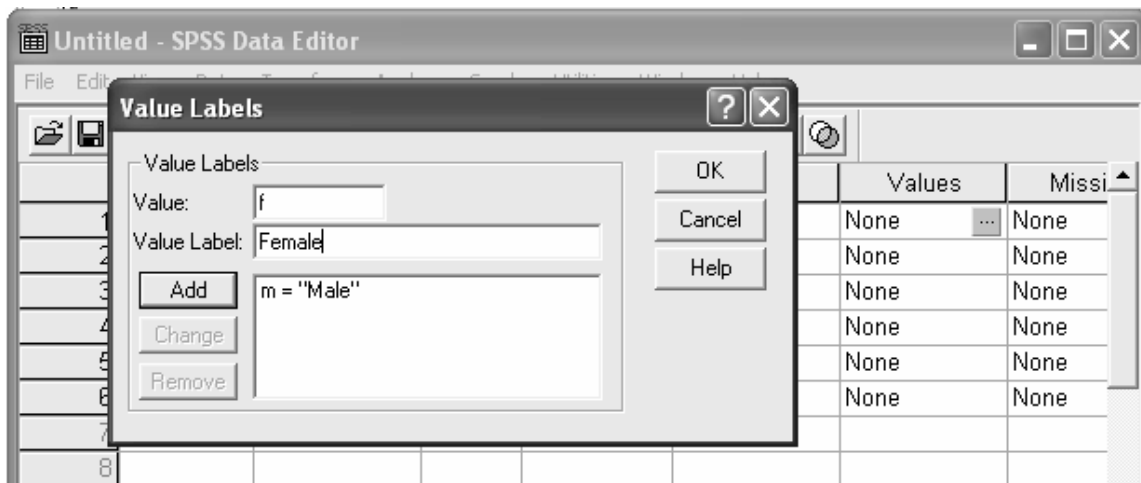 Untitled - SPSS Data Editor
File Edit
Value Labels
Value Labels
OK
Value: f
Values Missi
Cancel
1 None ... None
Value Label: Female
2 None None
Help
Add m = "Male"
3 None None
Change
4 None None
5 None None
Remove
6 None None
7
8